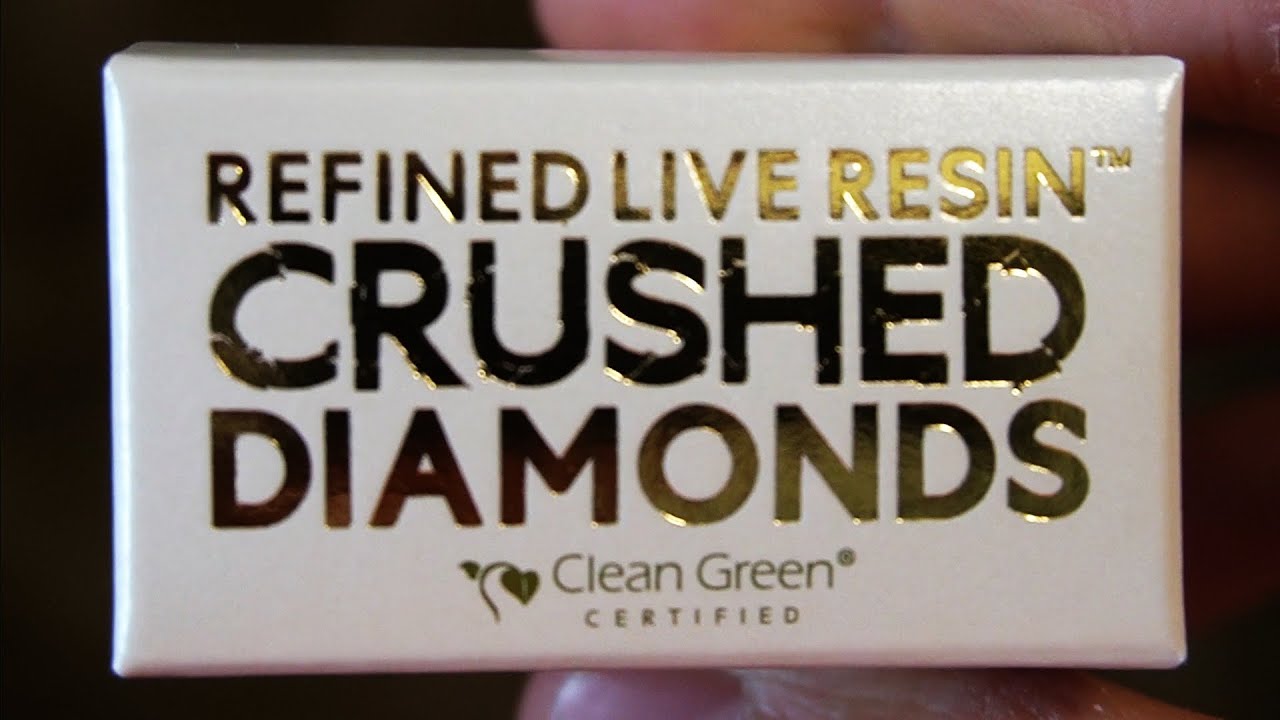 REFINED LIVE RESIN™
CRUSHED
DIAMONDS
Clean Green®
CERTIFIED